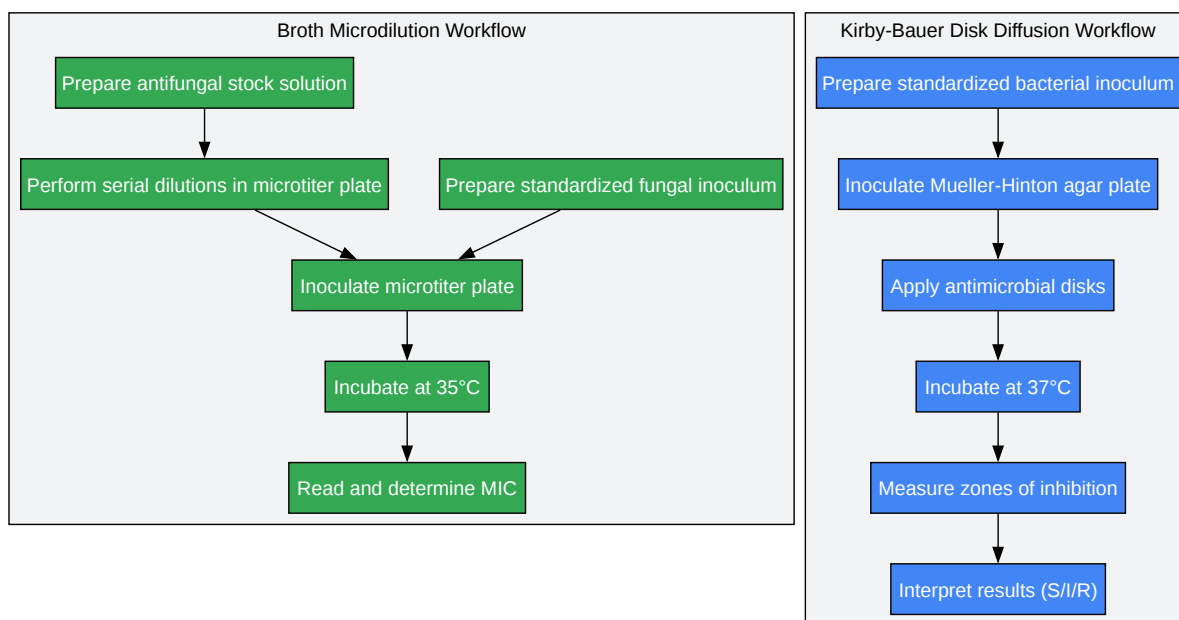 Broth Microdilution Workflow
Prepare antifungal stock solution
Perform serial dilutions in microtiter plate
Prepare standardized fungal inoculum
Inoculate microtiter plate
Incubate at 35°C
Read and determine MIC
Kirby-Bauer Disk Diffusion Workflow
Prepare standardized bacterial inoculum
Inoculate Mueller-Hinton agar plate
Apply antimicrobial disks
Incubate at 37°C
Measure zones of inhibition
Interpret results (S/I/R)